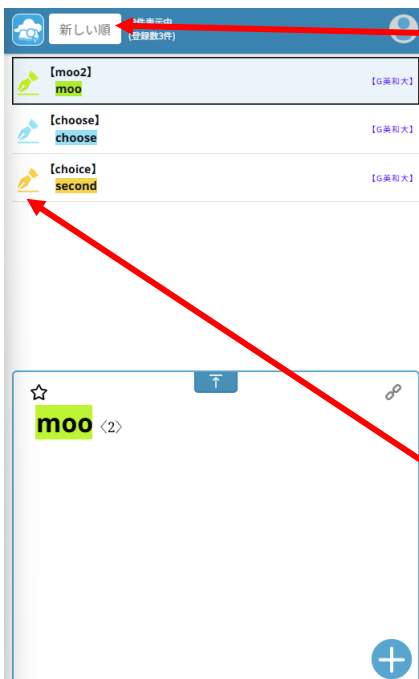 新しい順
件表示中
(登録数3件)
【moo2】
moo
【G英和大】
【choose】
choose
【G英和大】
【choice】
second
【G英和大】
moo 〈2〉